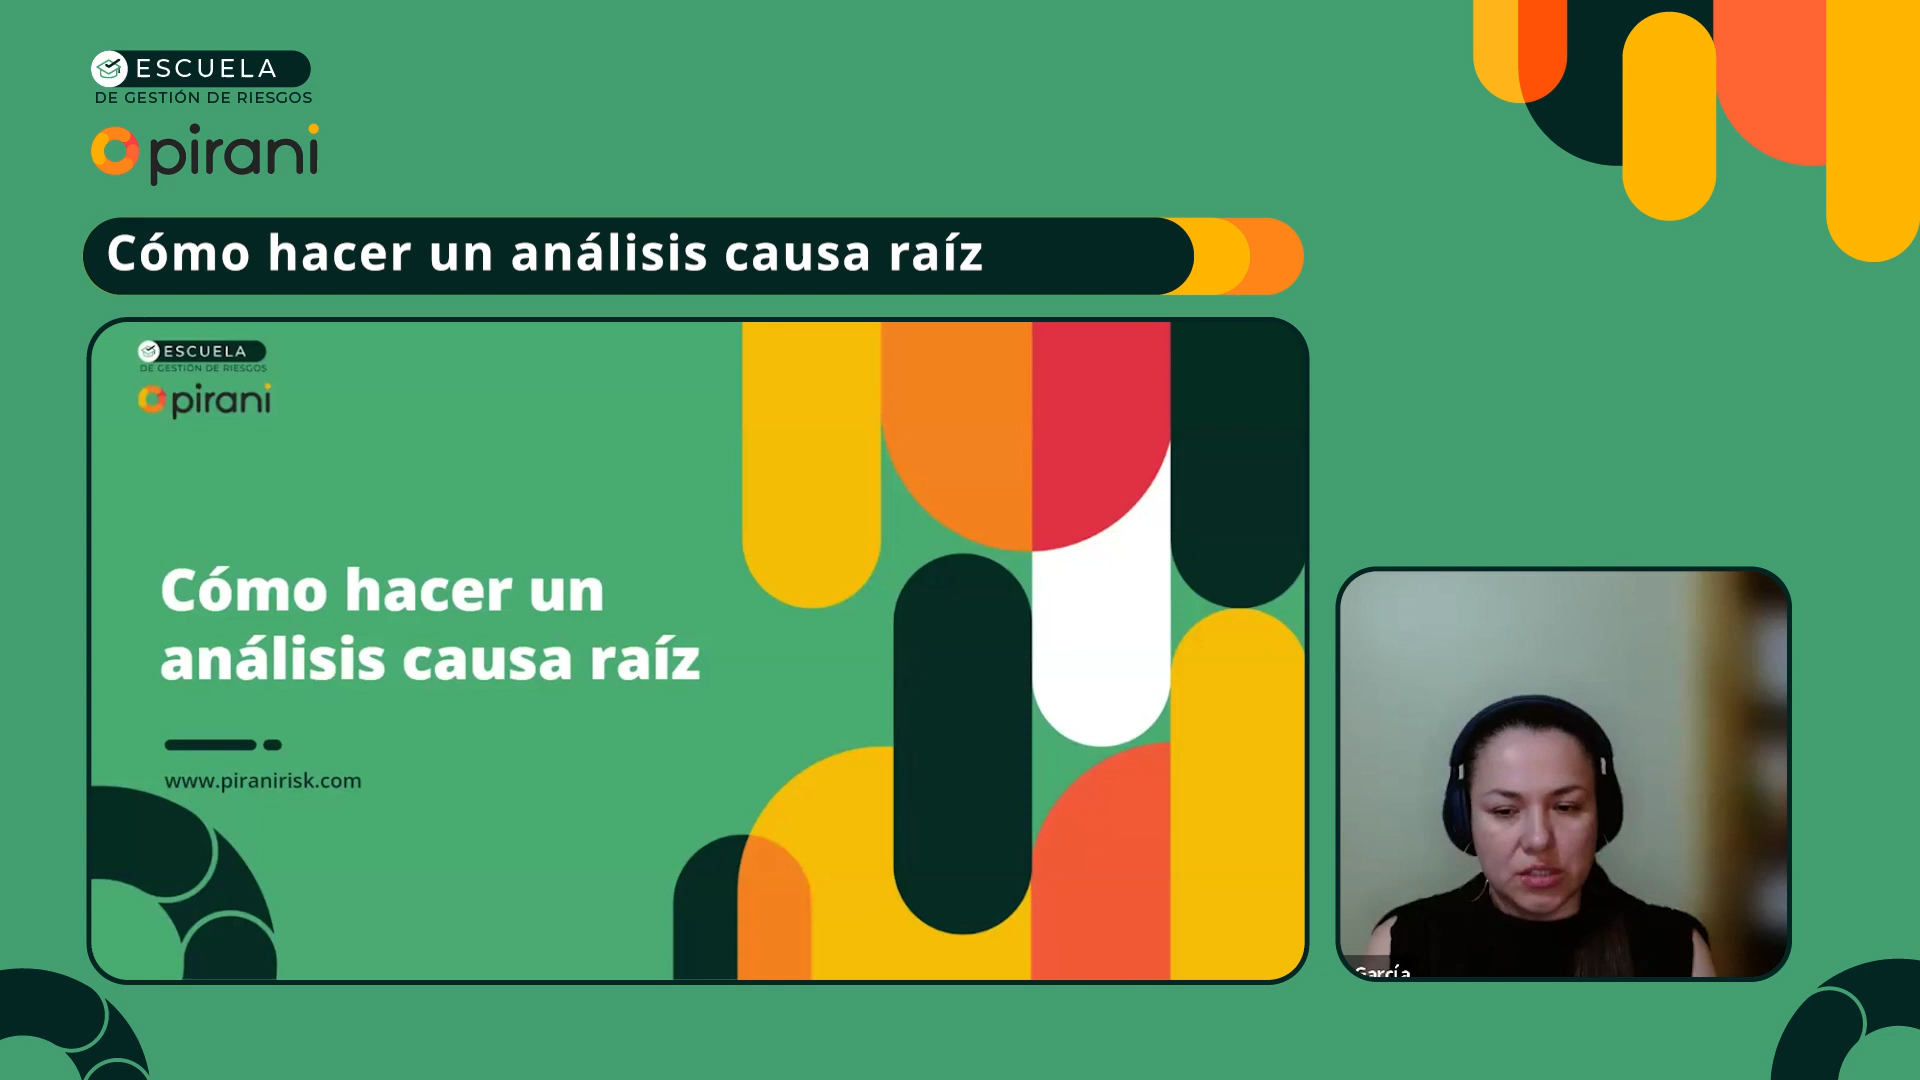 ESCUELA
DE GESTIÓN DE RIESGOS
pirani
Cómo hacer un análisis causa raíz
ESCUELA
DE GESTIÓN DE RIESGOS
pirani
Cómo hacer un
análisis causa raíz
www.piranirisk.com
García